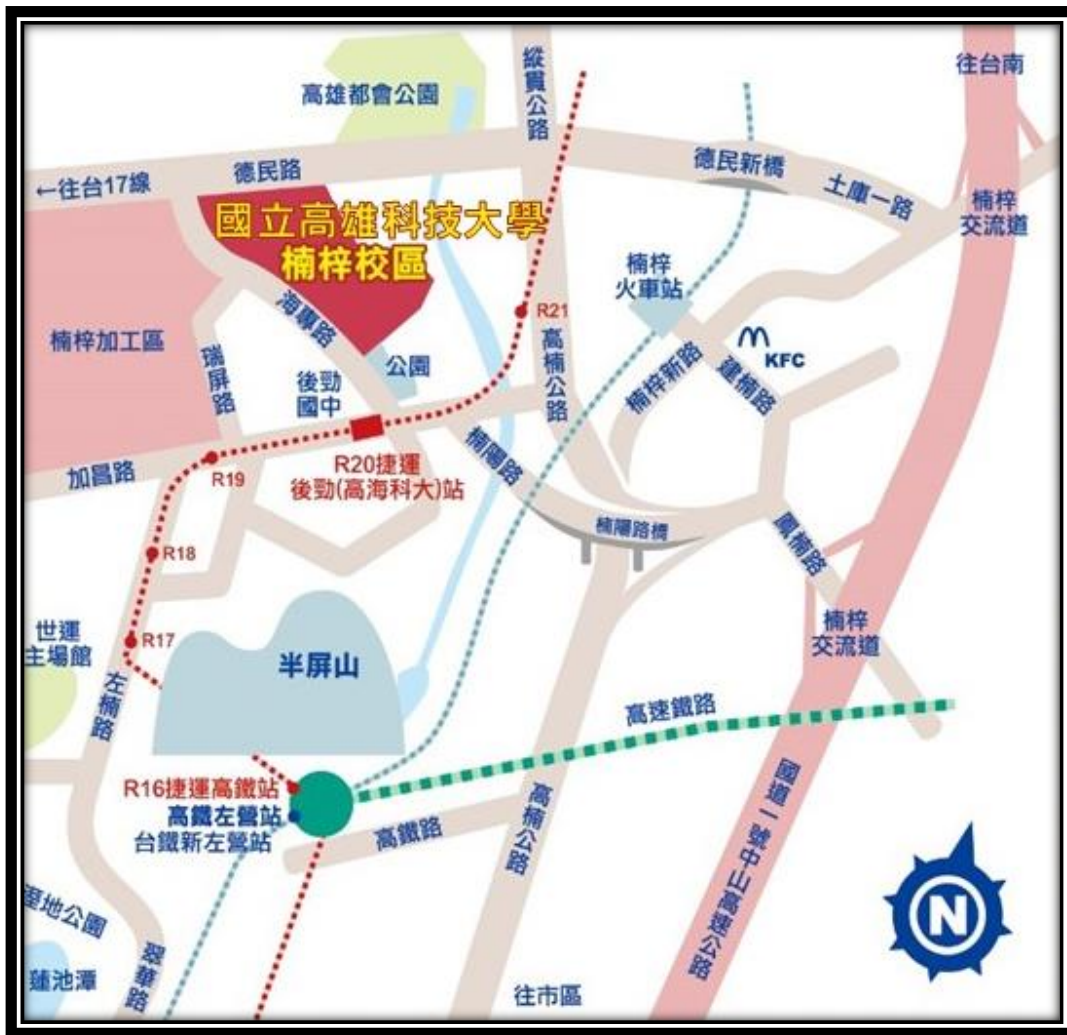 往台南
縱貫公路
高雄都會公園
德民路
德民新橋
←往台17線
土庫一路
楠梓
交流道
國立高雄科技大學
楠梓校區
楠梓
火車站
海專路
R21
楠梓加工區
瑞屏路
公園
高楠公路
楠梓新路
建楠路
KFC
後勁
國中
楠陽路
加昌路
R19
R20捷運
後勁(高海科大)站
楠陽路橋
鳳楠路
R18
世運
主場館
R17
楠梓
交流道
半屏山
左楠路
高速鐵路
R16捷運高鐵站
高鐵左營站
台鐵新左營站
高鐵路
高楠公路
國道一號中山高速公路
溼地公園
翠華路
蓮池潭
往市區
N